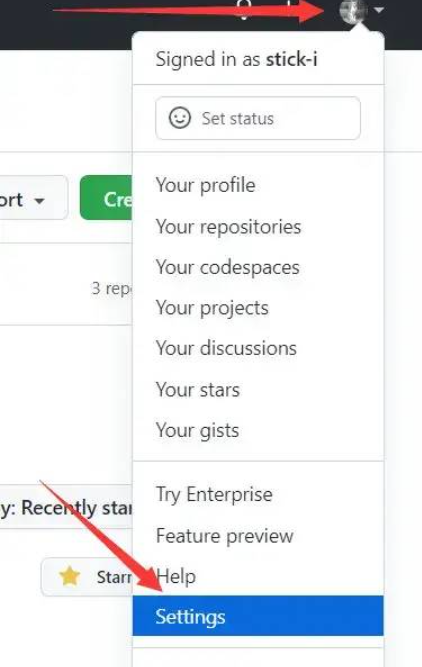 Signed in as stick-i
Set status
ort
Cre
Your profile
Your repositories
Your codespaces
3 rep
Your projects
Your discussions
Your stars
Your gists
Try Enterprise
y: Recently star
Feature preview
Starr
Help
Settings